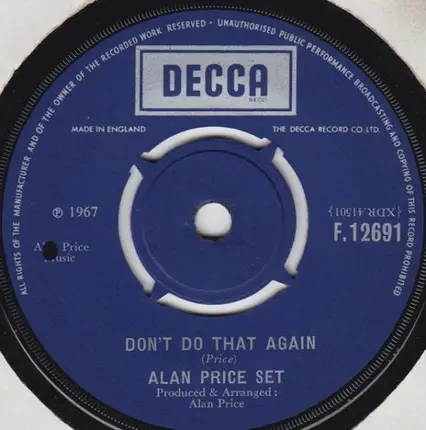 ALL RIGHTS OF THE MANUFACTURER AND OF THE OWNER OF THE RECORDED WORK RESERVED · UNAUTHORISED PUBLIC PERFORMANCE BROADCASTING AND COPYING OF THIS RECORD PROHIBITED
DECCA
MADE IN ENGLAND
THE DECCA RECORD CO. LTD.
℗ 1967
{XDR.41501}
F.12691
Price
DON'T DO THAT AGAIN
(Price)
ALAN PRICE SET
Produced & Arranged :
Alan Price